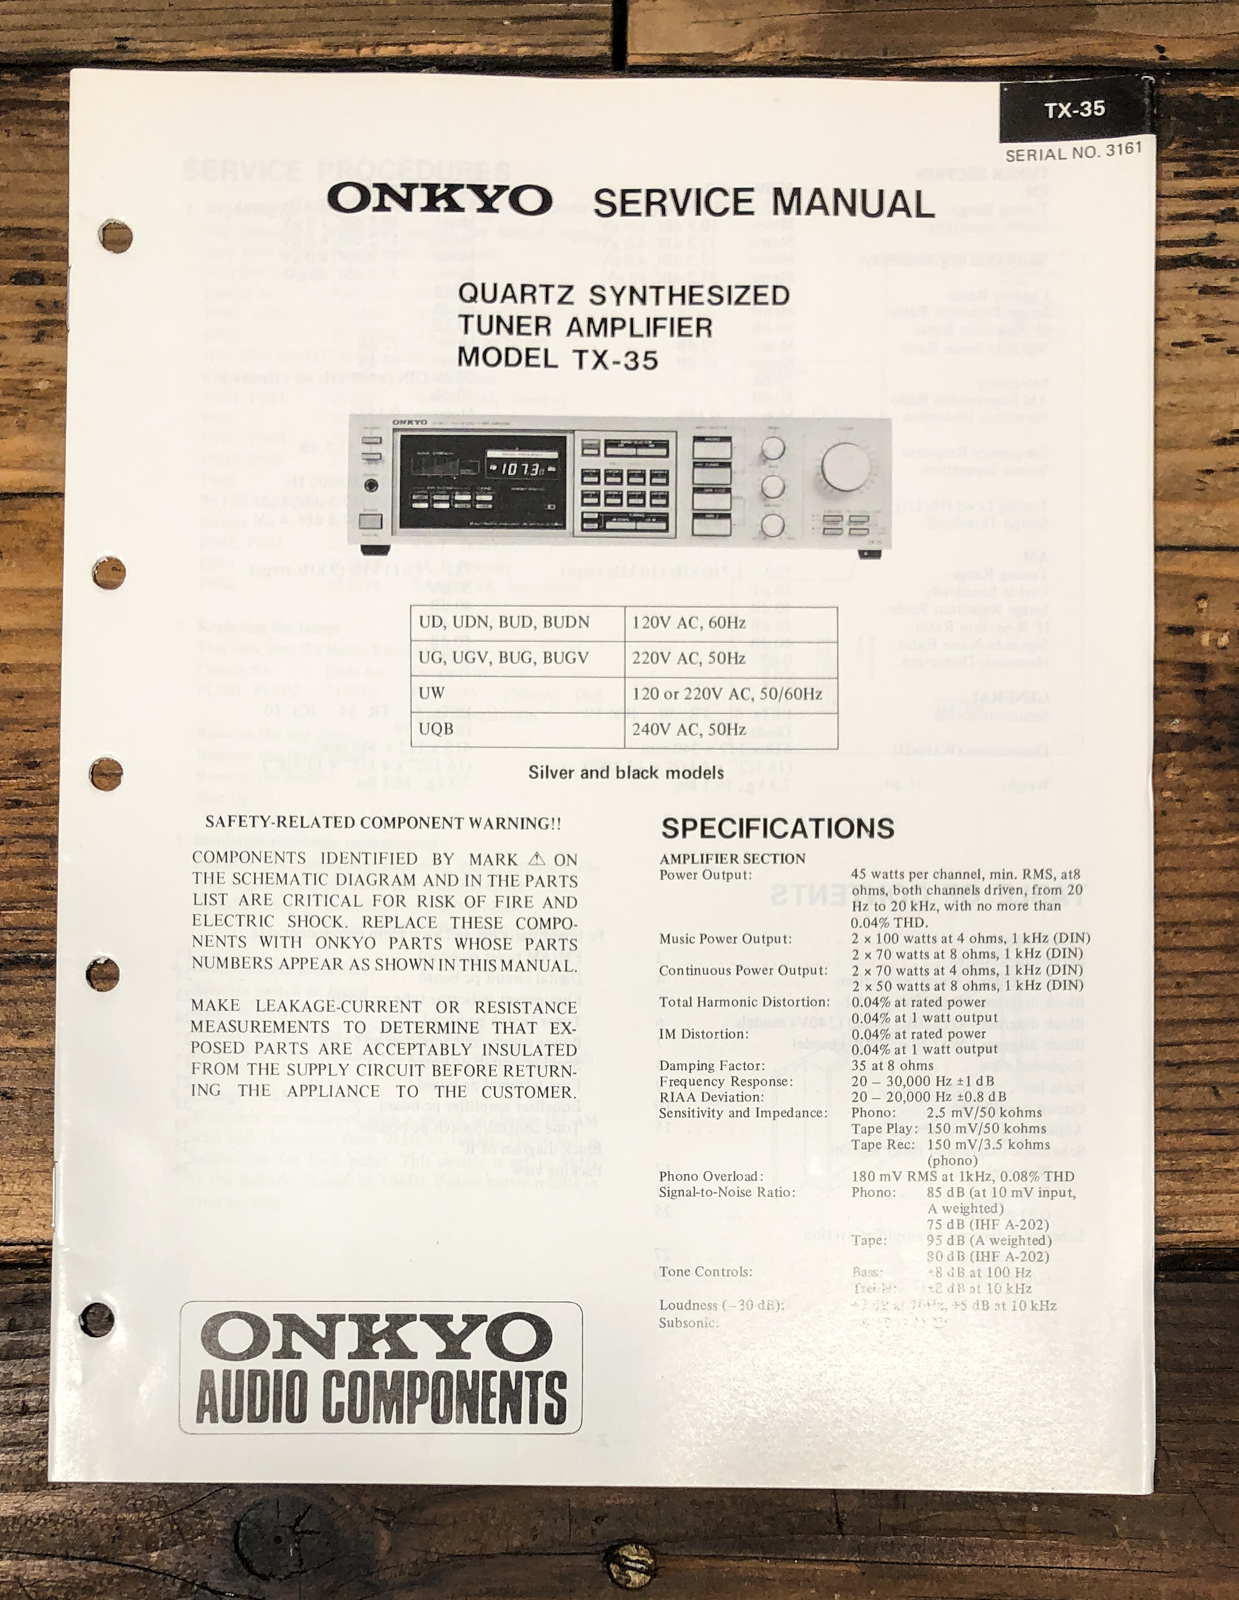 TX-35
SERIAL NO. 3161
ONKYO SERVICE MANUAL
QUARTZ SYNTHESIZED
TUNER AMPLIFIER
MODEL TX-35
ONKYO
107.3
UD, UDN, BUD, BUDN 120V AC, 60Hz
UG, UGV, BUG, BUGV 220V AC, 50Hz
UW 120 or 220V AC, 50/60Hz
UQB 240V AC, 50Hz
Silver and black models
SAFETY-RELATED COMPONENT WARNING!!
COMPONENTS IDENTIFIED BY MARK ⚠ ON
THE SCHEMATIC DIAGRAM AND IN THE PARTS
LIST ARE CRITICAL FOR RISK OF FIRE AND
ELECTRIC SHOCK. REPLACE THESE COMPO-
NENTS WITH ONKYO PARTS WHOSE PARTS
NUMBERS APPEAR AS SHOWN IN THIS MANUAL.
MAKE LEAKAGE-CURRENT OR RESISTANCE
MEASUREMENTS TO DETERMINE THAT EX-
POSED PARTS ARE ACCEPTABLY INSULATED
FROM THE SUPPLY CIRCUIT BEFORE RETURN-
ING THE APPLIANCE TO THE CUSTOMER.
ONKYO
AUDIO COMPONENTS
SPECIFICATIONS
AMPLIFIER SECTION
Power Output: 45 watts per channel, min. RMS, at8
ohms, both channels driven, from 20
Hz to 20 kHz, with no more than
0.04% THD.
Music Power Output: 2 x 100 watts at 4 ohms, 1 kHz (DIN)
2 x 70 watts at 8 ohms, 1 kHz (DIN)
Continuous Power Output: 2 x 70 watts at 4 ohms, 1 kHz (DIN)
2 x 50 watts at 8 ohms, 1 kHz (DIN)
Total Harmonic Distortion: 0.04% at rated power
0.04% at 1 watt output
IM Distortion: 0.04% at rated power
0.04% at 1 watt output
Damping Factor: 35 at 8 ohms
Frequency Response: 20 – 30,000 Hz ±1 dB
RIAA Deviation: 20 – 20,000 Hz ±0.8 dB
Sensitivity and Impedance: Phono: 2.5 mV/50 kohms
Tape Play: 150 mV/50 kohms
Tape Rec: 150 mV/3.5 kohms
(phono)
Phono Overload: 180 mV RMS at 1kHz, 0.08% THD
Signal-to-Noise Ratio: Phono: 85 dB (at 10 mV input,
A weighted)
75 dB (IHF A-202)
Tape: 95 dB (A weighted)
80 dB (IHF A-202)
Tone Controls: Bass: ±8 dB at 100 Hz
Treble: dB at 10 kHz
Loudness (–30 dB): +5 dB at 10 kHz
Subsonic: